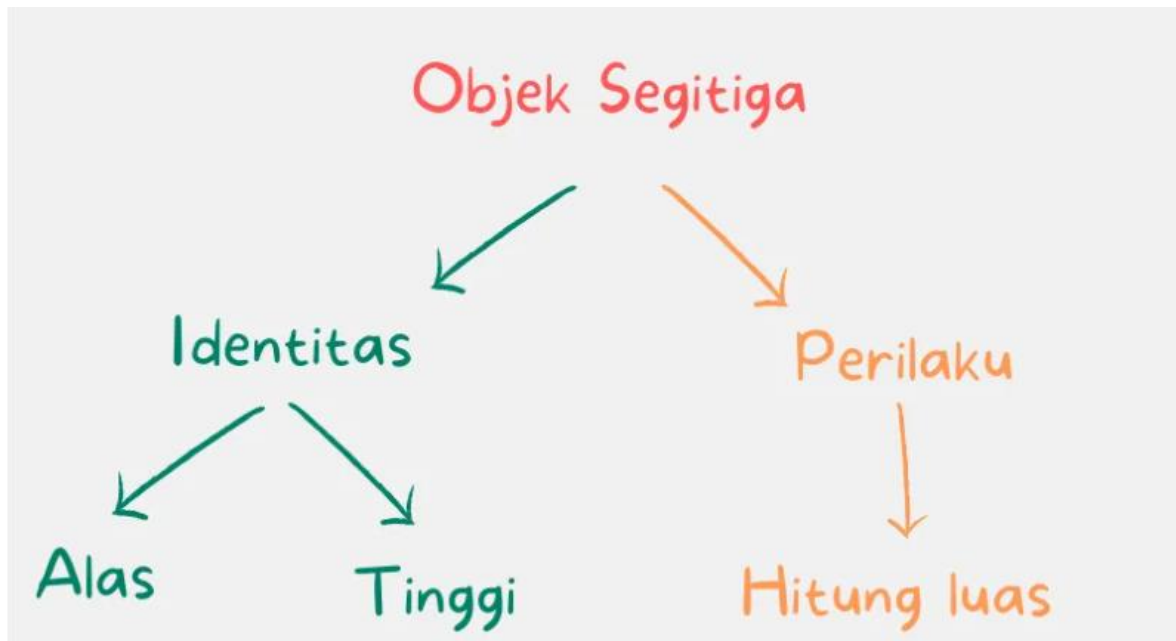 Objek Segitiga
Identitas
Perilaku
Alas
Tinggi
Hitung luas